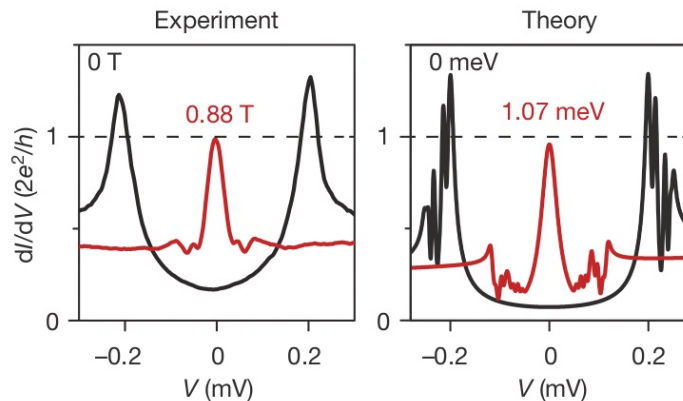 Experiment
Theory
0 T
0 meV
0.88 T
1.07 meV
dI/dV (2e²/h)
1
0
1
0
−0.2
0
0.2
−0.2
0
0.2
V (mV)
V (mV)